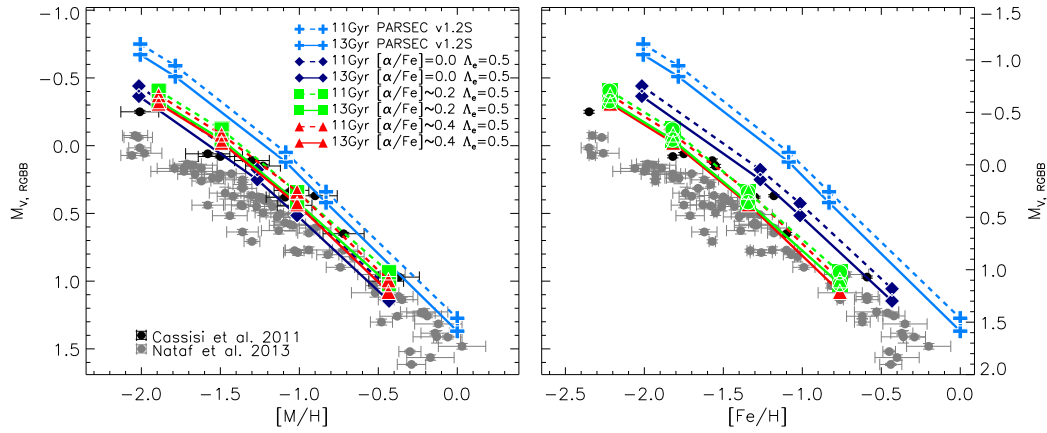 -1.0
-0.5
0.0
0.5
1.0
1.5
M_V, RGBB
11Gyr PARSEC v1.2S
13Gyr PARSEC v1.2S
11Gyr [α/Fe]=0.0 Λ_e=0.5
13Gyr [α/Fe]=0.0 Λ_e=0.5
11Gyr [α/Fe]~0.2 Λ_e=0.5
13Gyr [α/Fe]~0.2 Λ_e=0.5
11Gyr [α/Fe]~0.4 Λ_e=0.5
13Gyr [α/Fe]~0.4 Λ_e=0.5
Cassisi et al. 2011
Nataf et al. 2013
-2.0 -1.5 -1.0 -0.5 0.0
[M/H]
-1.5
-1.0
-0.5
0.0
0.5
1.0
1.5
2.0
M_V, RGBB
-2.5 -2.0 -1.5 -1.0 -0.5 0.0
[Fe/H]